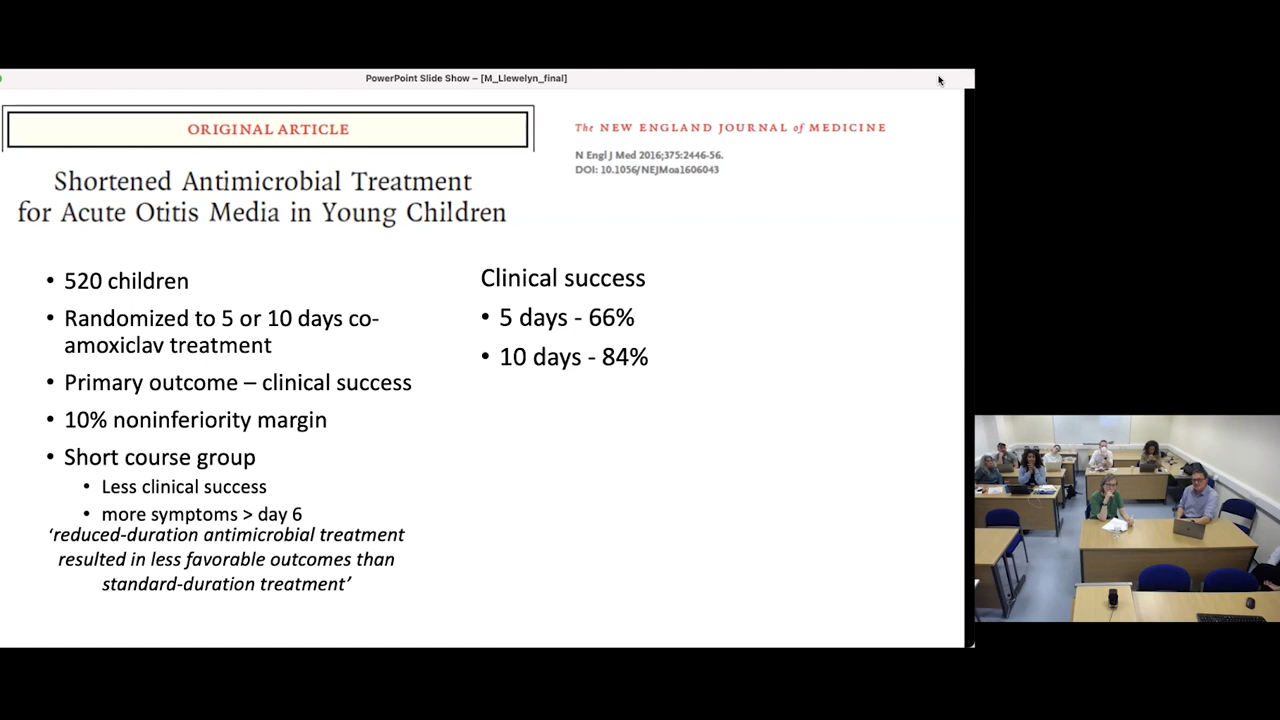 PowerPoint Slide Show – [M_Llewelyn_final]
ORIGINAL ARTICLE
The NEW ENGLAND JOURNAL of MEDICINE
N Engl J Med 2016;375:2446-56.
DOI: 10.1056/NEJMoa1606043
Shortened Antimicrobial Treatment
for Acute Otitis Media in Young Children
• 520 children
• Randomized to 5 or 10 days co-
amoxiclav treatment
• Primary outcome – clinical success
• 10% noninferiority margin
• Short course group
• Less clinical success
• more symptoms > day 6
‘reduced-duration antimicrobial treatment
resulted in less favorable outcomes than
standard-duration treatment’
Clinical success
• 5 days - 66%
• 10 days - 84%